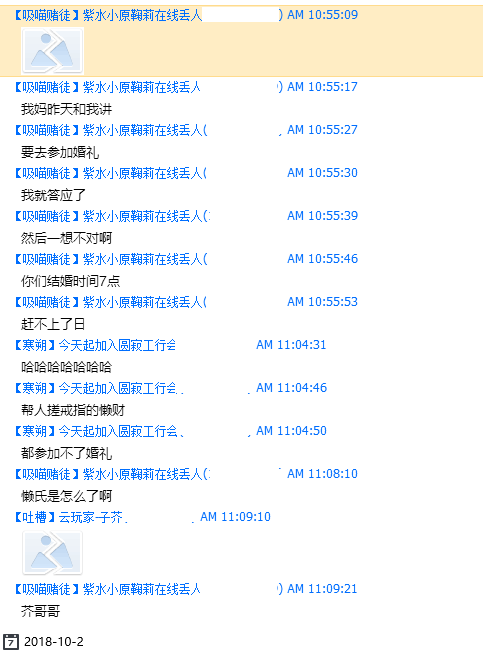 【吸喵赌徒】紫水小原鞠莉在线丢人 ) AM 10:55:09
【吸喵赌徒】紫水小原鞠莉在线丢人 ) AM 10:55:17
我妈昨天和我讲
【吸喵赌徒】紫水小原鞠莉在线丢人( AM 10:55:27
要去参加婚礼
【吸喵赌徒】紫水小原鞠莉在线丢人( AM 10:55:30
我就答应了
【吸喵赌徒】紫水小原鞠莉在线丢人( AM 10:55:39
然后一想不对啊
【吸喵赌徒】紫水小原鞠莉在线丢人( AM 10:55:46
你们结婚时间7点
【吸喵赌徒】紫水小原鞠莉在线丢人( AM 10:55:53
赶不上了日
【寒朔】今天起加入圆寂工行会 AM 11:04:31
哈哈哈哈哈哈哈
【寒朔】今天起加入圆寂工行会 AM 11:04:46
帮人搓戒指的懒财
【寒朔】今天起加入圆寂工行会 AM 11:04:50
都参加不了婚礼
【吸喵赌徒】紫水小原鞠莉在线丢人( AM 11:08:10
懒氏是怎么了啊
【吐槽】云玩家-子芥 AM 11:09:10
【吸喵赌徒】紫水小原鞠莉在线丢人 ) AM 11:09:21
芥哥哥
7 2018-10-2